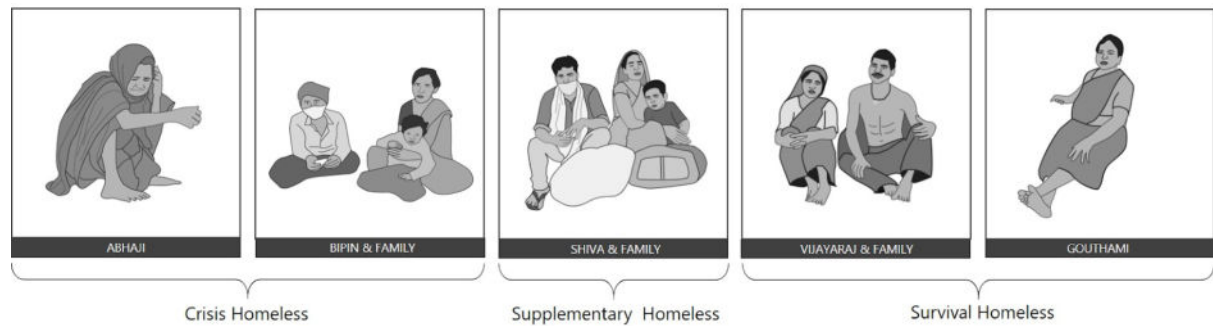 ABHAJI
BIPIN & FAMILY
SHIVA & FAMILY
VIJAYARAJ & FAMILY
GOUTHAMI
Crisis Homeless
Supplementary Homeless
Survival Homeless